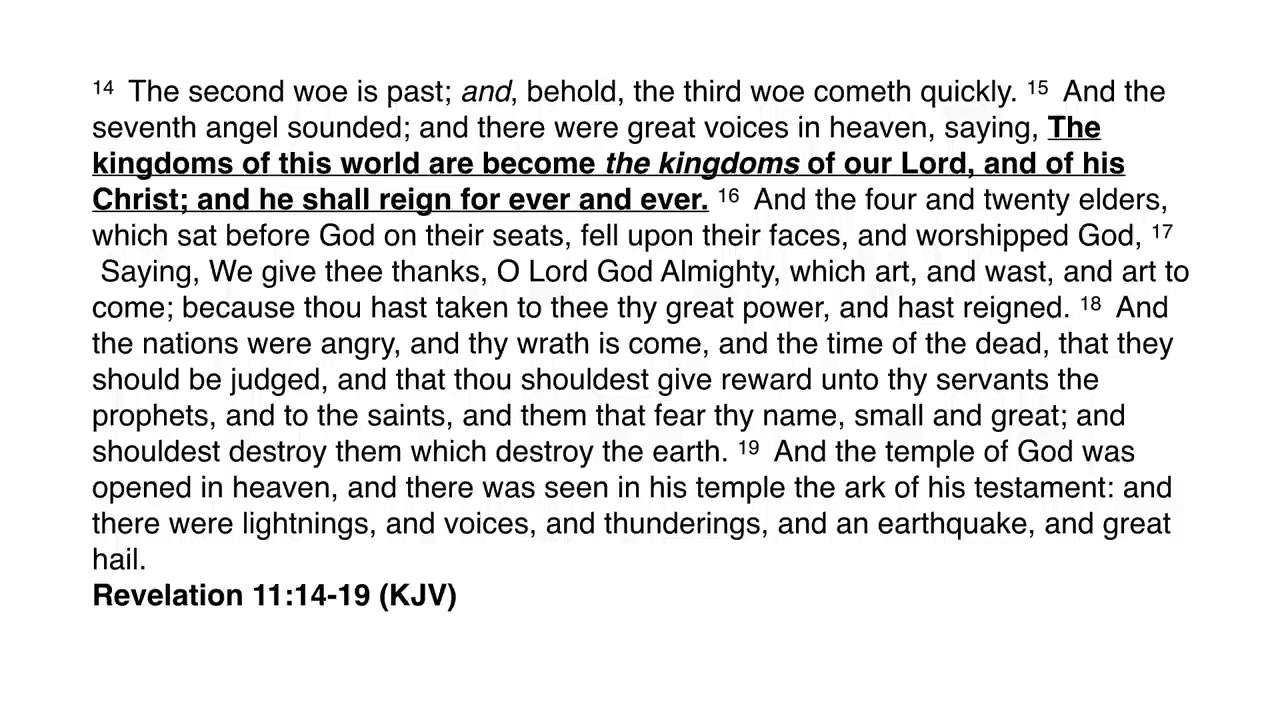 14 The second woe is past; and, behold, the third woe cometh quickly. 15 And the
seventh angel sounded; and there were great voices in heaven, saying, The
kingdoms of this world are become the kingdoms of our Lord, and of his
Christ; and he shall reign for ever and ever. 16 And the four and twenty elders,
which sat before God on their seats, fell upon their faces, and worshipped God, 17
Saying, We give thee thanks, O Lord God Almighty, which art, and wast, and art to
come; because thou hast taken to thee thy great power, and hast reigned. 18 And
the nations were angry, and thy wrath is come, and the time of the dead, that they
should be judged, and that thou shouldest give reward unto thy servants the
prophets, and to the saints, and them that fear thy name, small and great; and
shouldest destroy them which destroy the earth. 19 And the temple of God was
opened in heaven, and there was seen in his temple the ark of his testament: and
there were lightnings, and voices, and thunderings, and an earthquake, and great
hail.
Revelation 11:14-19 (KJV)